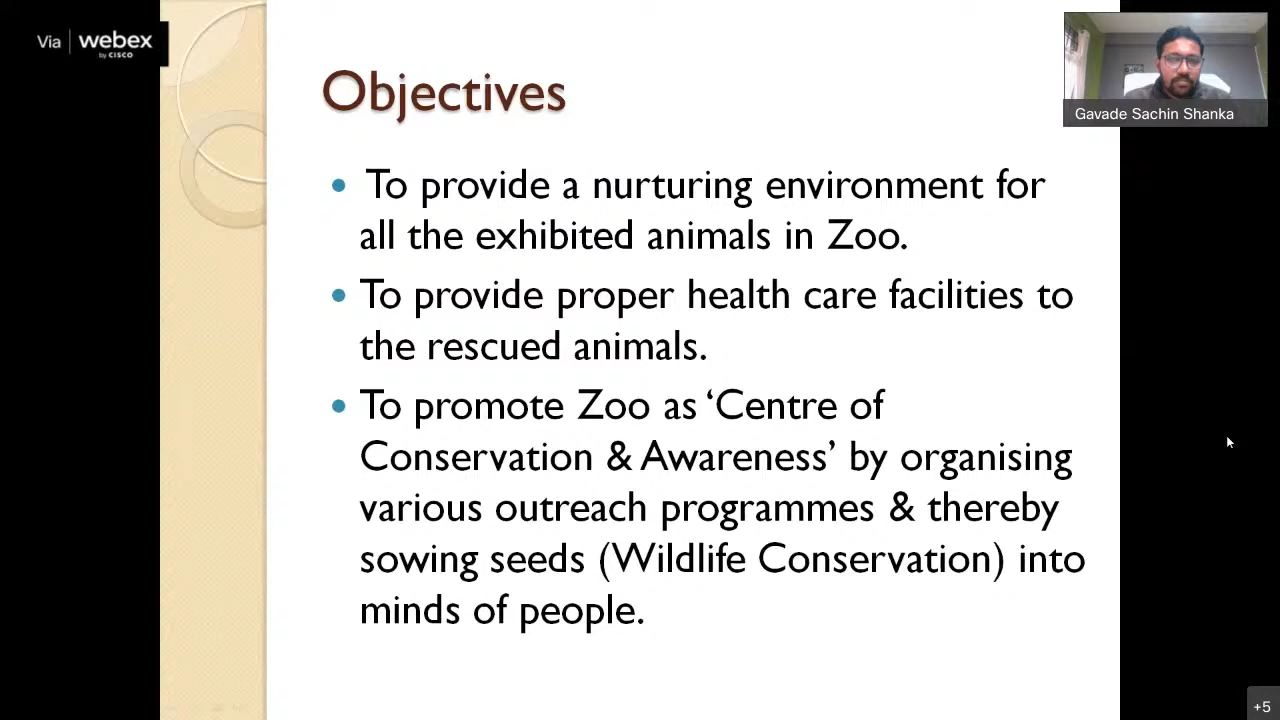 Via webex
by CISCO
Gavade Sachin Shanka
Objectives
• To provide a nurturing environment for
all the exhibited animals in Zoo.
• To provide proper health care facilities to
the rescued animals.
• To promote Zoo as ‘Centre of
Conservation & Awareness’ by organising
various outreach programmes & thereby
sowing seeds (Wildlife Conservation) into
minds of people.
+5